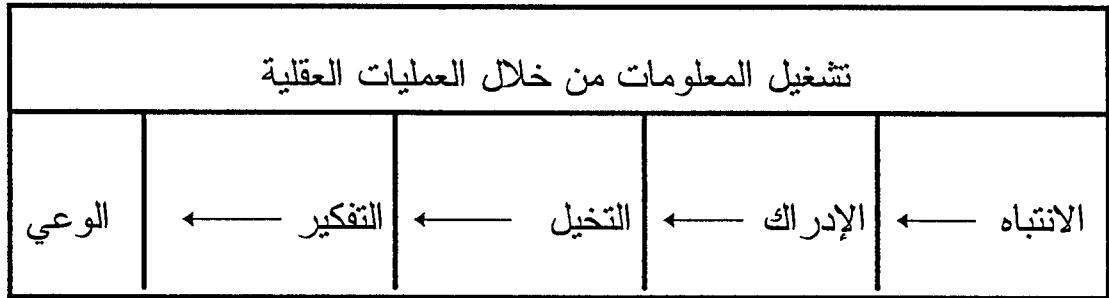 تشغيل المعلومات من خلال العمليات العقلية
الانتباه ← الإدراك ← التخيل ← التفكير ← الوعي